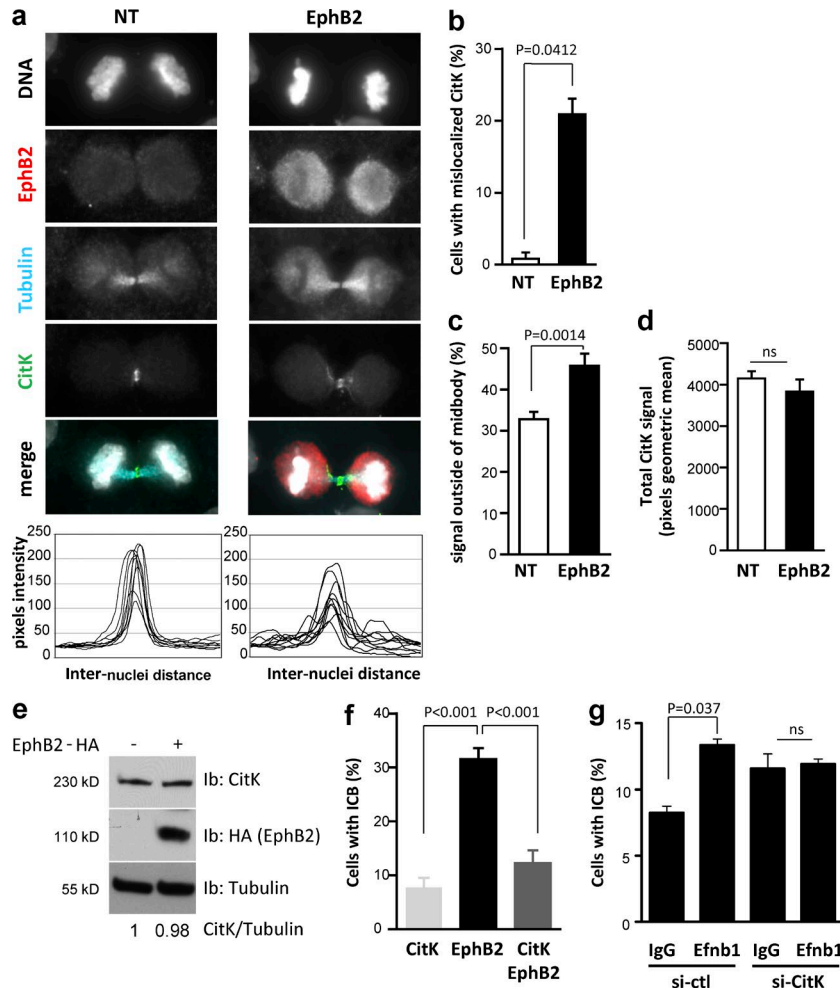 a
NT
EphB2
DNA
EphB2
Tubulin
CitK
merge
pixels intensity
250
200
150
100
50
0
250
200
150
100
50
0
Inter-nuclei distance
Inter-nuclei distance
b
Cells with mislocalized CitK (%)
30
20
10
0
P=0.0412
NT
EphB2
c
signal outside of midbody (%)
50
40
30
20
10
0
P=0.0014
NT
EphB2
d
Total CitK signal
(pixels geometric mean)
5000
4000
3000
4000
1000
0
ns
NT
EphB2
e
EphB2 - HA
-
+
230 kD
Ib: CitK
110 kD
Ib: HA (EphB2)
55 kD
Ib: Tubulin
1
0.98
CitK/Tubulin
f
Cells with ICB (%)
40
30
20
10
0
P<0.001
P<0.001
CitK
EphB2
CitK
EphB2
g
Cells with ICB (%)
15
10
5
0
P=0.037
ns
IgG
Efnb1
IgG
Efnb1
si-ctl
si-CitK